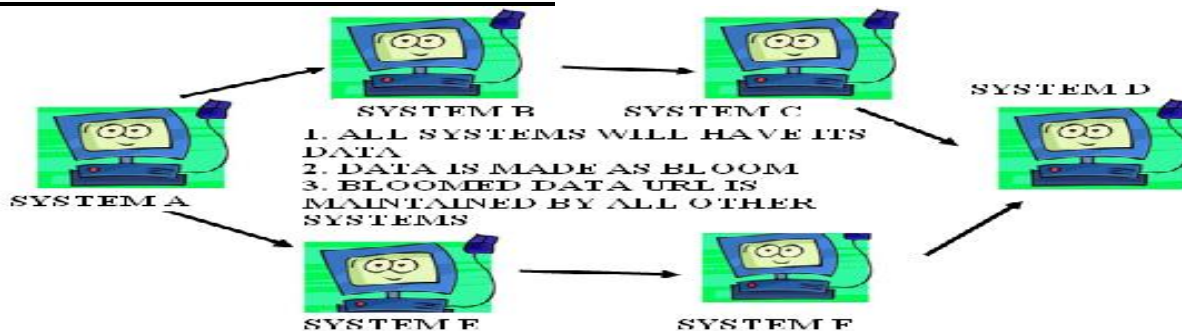 SYSTEM B
SYSTEM C
SYSTEM D
SYSTEM A
1. ALL SYSTEMS WILL HAVE ITS
DATA
2. DATA IS MADE AS BLOOM
3. BLOOMED DATA URL IS
MAINTAINED BY ALL OTHER
SYSTEMS
SYSTEM E
SYSTEM F